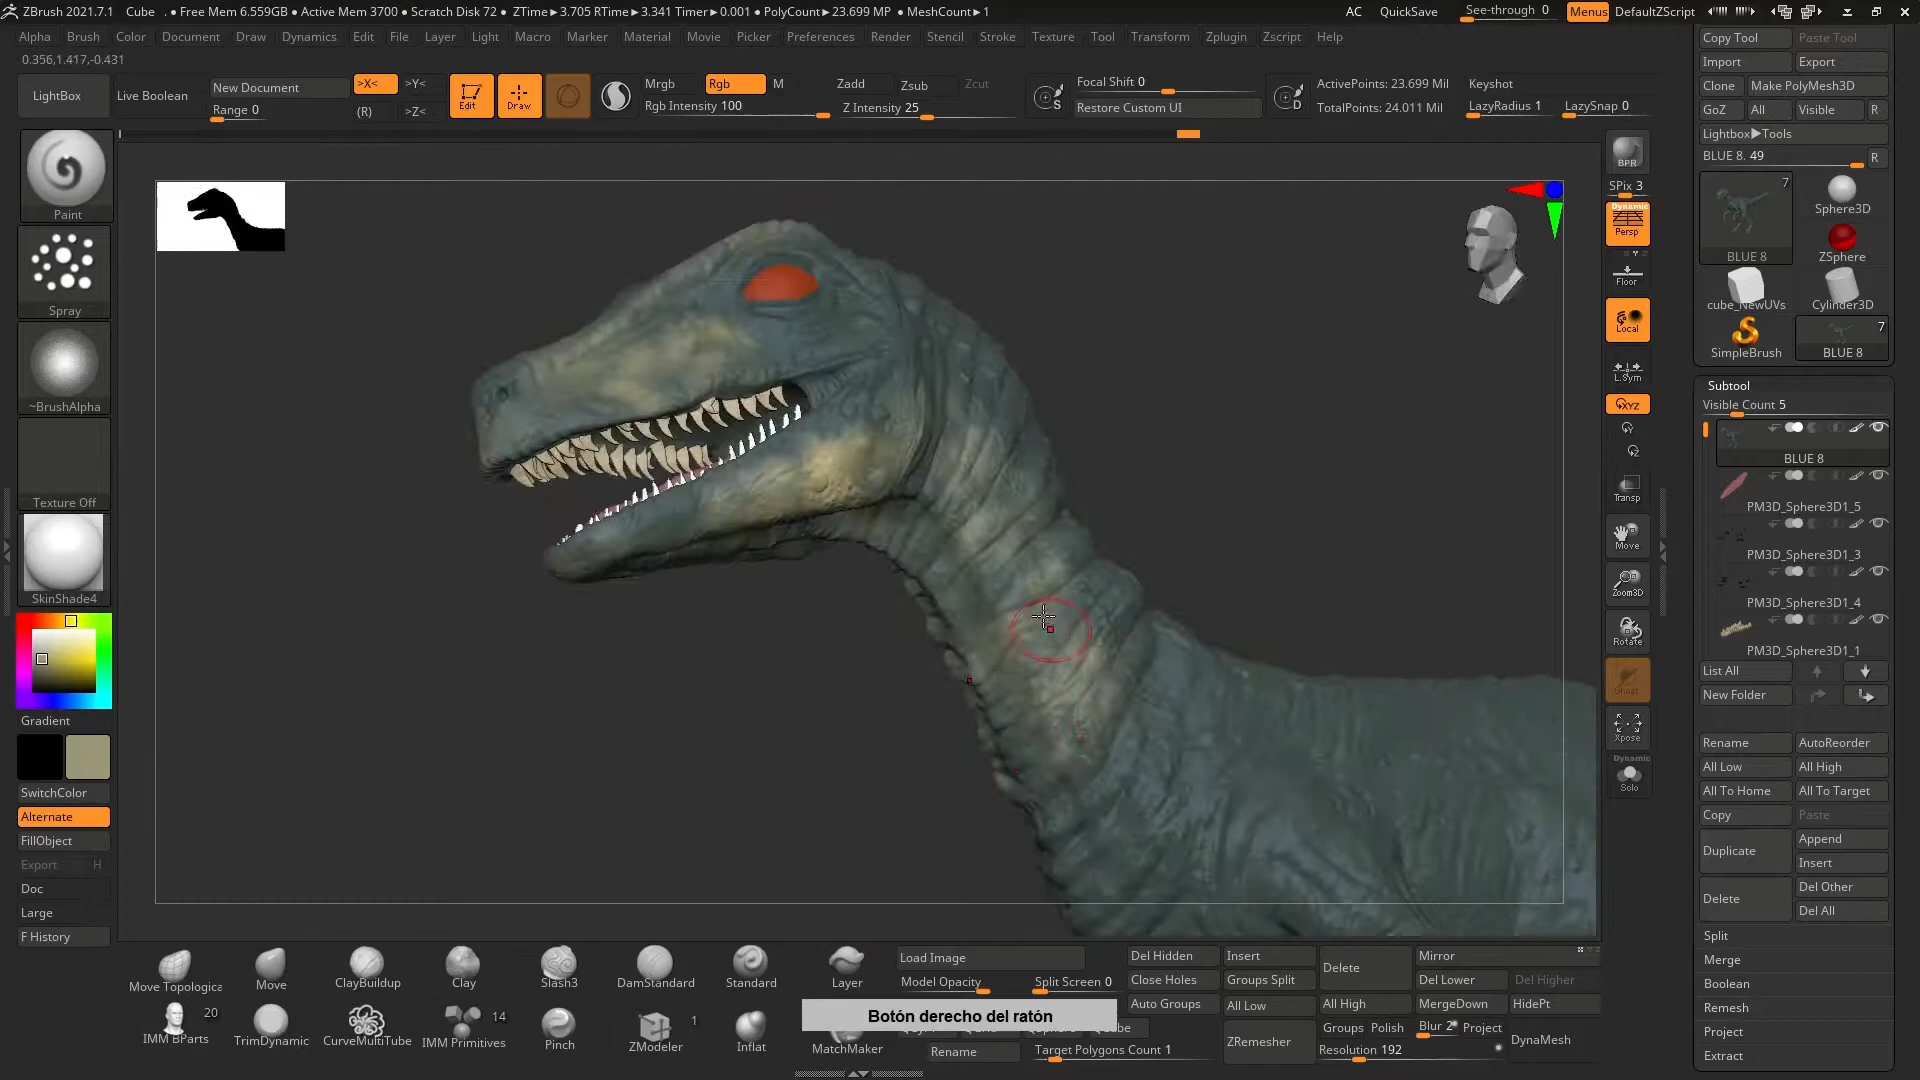 ZBrush 2021.7.1 Cube . • Free Mem 6.559GB • Active Mem 3700 • Scratch Disk 72 • ZTime►3.705 RTime►3.341 Timer►0.001 • PolyCount►23.699 MP • MeshCount►1 AC QuickSave See-through 0 Menus DefaultZScript
Alpha Brush Color Document Draw Dynamics Edit File Layer Light Macro Marker Material Movie Picker Preferences Render Stencil Stroke Texture Tool Transform Zplugin Zscript Help
0.356,1.417,-0.431
LightBox
Live Boolean
New Document
Range 0
>X< >Y<
(R) >Z<
Edit
Draw
Mrgb Rgb M
Rgb Intensity 100
Zadd Zsub Zcut
Z Intensity 25
S
Focal Shift 0
Restore Custom UI
D
ActivePoints: 23.699 Mil
TotalPoints: 24.011 Mil
Keyshot
LazyRadius 1 LazySnap 0
Paint
Spray
~BrushAlpha
Texture Off
SkinShade4
Gradient
SwitchColor
Alternate
FillObject
Export H
Doc
Large
F History
BPR
SPix 3
Dynamic
Persp
Floor
Local
L.Sym
XYZ
Y
Z
Transp
Move
Zoom3D
Rotate
Ghost
Xpose
Dynamic
Solo
Copy Tool Paste Tool
Import Export
Clone Make PolyMesh3D
GoZ All Visible R
Lightbox►Tools
BLUE 8. 49 R
7
BLUE 8
Sphere3D
ZSphere
cube_NewUVs Cylinder3D
7
SimpleBrush BLUE 8
Subtool
Visible Count 5
BLUE 8
PM3D_Sphere3D1_5
PM3D_Sphere3D1_3
PM3D_Sphere3D1_4
PM3D_Sphere3D1_1
List All
New Folder
Rename AutoReorder
All Low All High
All To Home All To Target
Copy Paste
Duplicate Append
Insert
Delete Del Other
Del All
Split
Merge
Boolean
Remesh
Project
Extract
Move Topologica Move ClayBuildup Clay Slash3 DamStandard Standard Layer
20 14 1
IMM BParts TrimDynamic CurveMultiTube IMM Primitives Pinch ZModeler Inflat MatchMaker
Load Image
Model Opacity Split Screen 0
Botón derecho del ratón
Rename Target Polygons Count 1
Del Hidden Insert Delete Mirror
Close Holes Groups Split Del Lower Del Higher
Auto Groups All Low All High MergeDown HidePt
ZRemesher Groups Polish Blur 2 Project
Resolution 192 DynaMesh